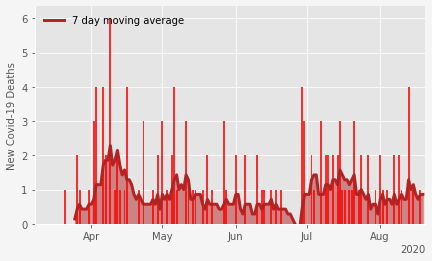 7 day moving average
New Covid-19 Deaths
6
5
4
3
2
1
0
Apr
May
Jun
Jul
Aug
2020